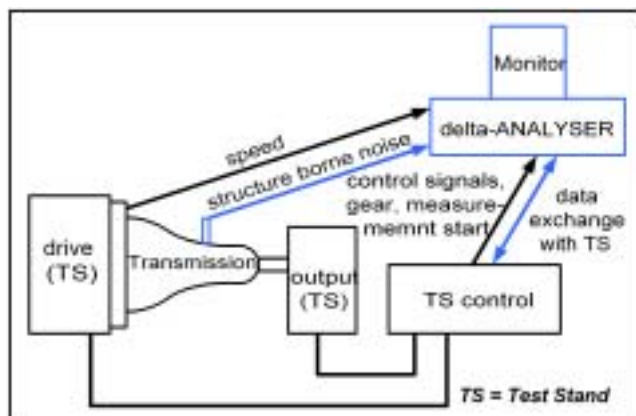 Monitor
delta-ANALYSER
speed
structure borne noise
control signals,
gear, measure-
memnt start
data
exchange
with TS
drive
(TS)
Transmission
output
(TS)
TS control
TS = Test Stand